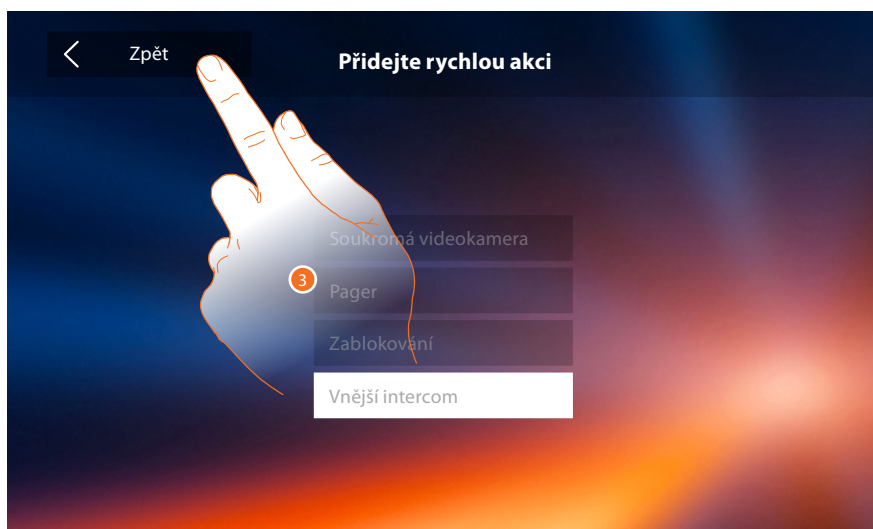 Zpět
Přidejte rychlou akci
Soukromá videokamera
3
Pager
Zablokování
Vnější intercom